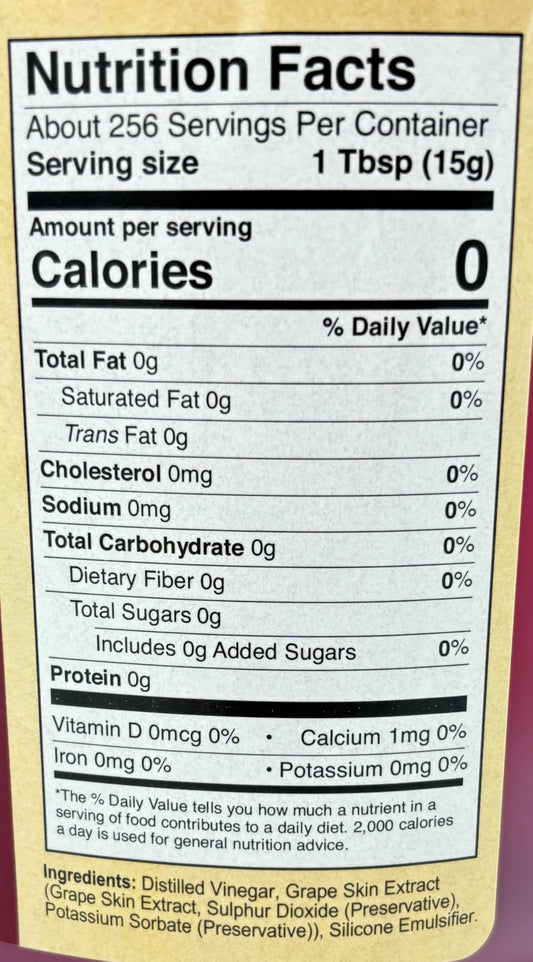 Nutrition Facts
About 256 Servings Per Container
Serving size 1 Tbsp (15g)
Amount per serving
Calories 0
% Daily Value*
Total Fat 0g 0%
Saturated Fat 0g 0%
Trans Fat 0g
Cholesterol 0mg 0%
Sodium 0mg 0%
Total Carbohydrate 0g 0%
Dietary Fiber 0g 0%
Total Sugars 0g
Includes 0g Added Sugars 0%
Protein 0g
Vitamin D 0mcg 0% • Calcium 1mg 0%
Iron 0mg 0% • Potassium 0mg 0%
*The % Daily Value tells you how much a nutrient in a
serving of food contributes to a daily diet. 2,000 calories
a day is used for general nutrition advice.
Ingredients: Distilled Vinegar, Grape Skin Extract
(Grape Skin Extract, Sulphur Dioxide (Preservative),
Potassium Sorbate (Preservative)), Silicone Emulsifier.